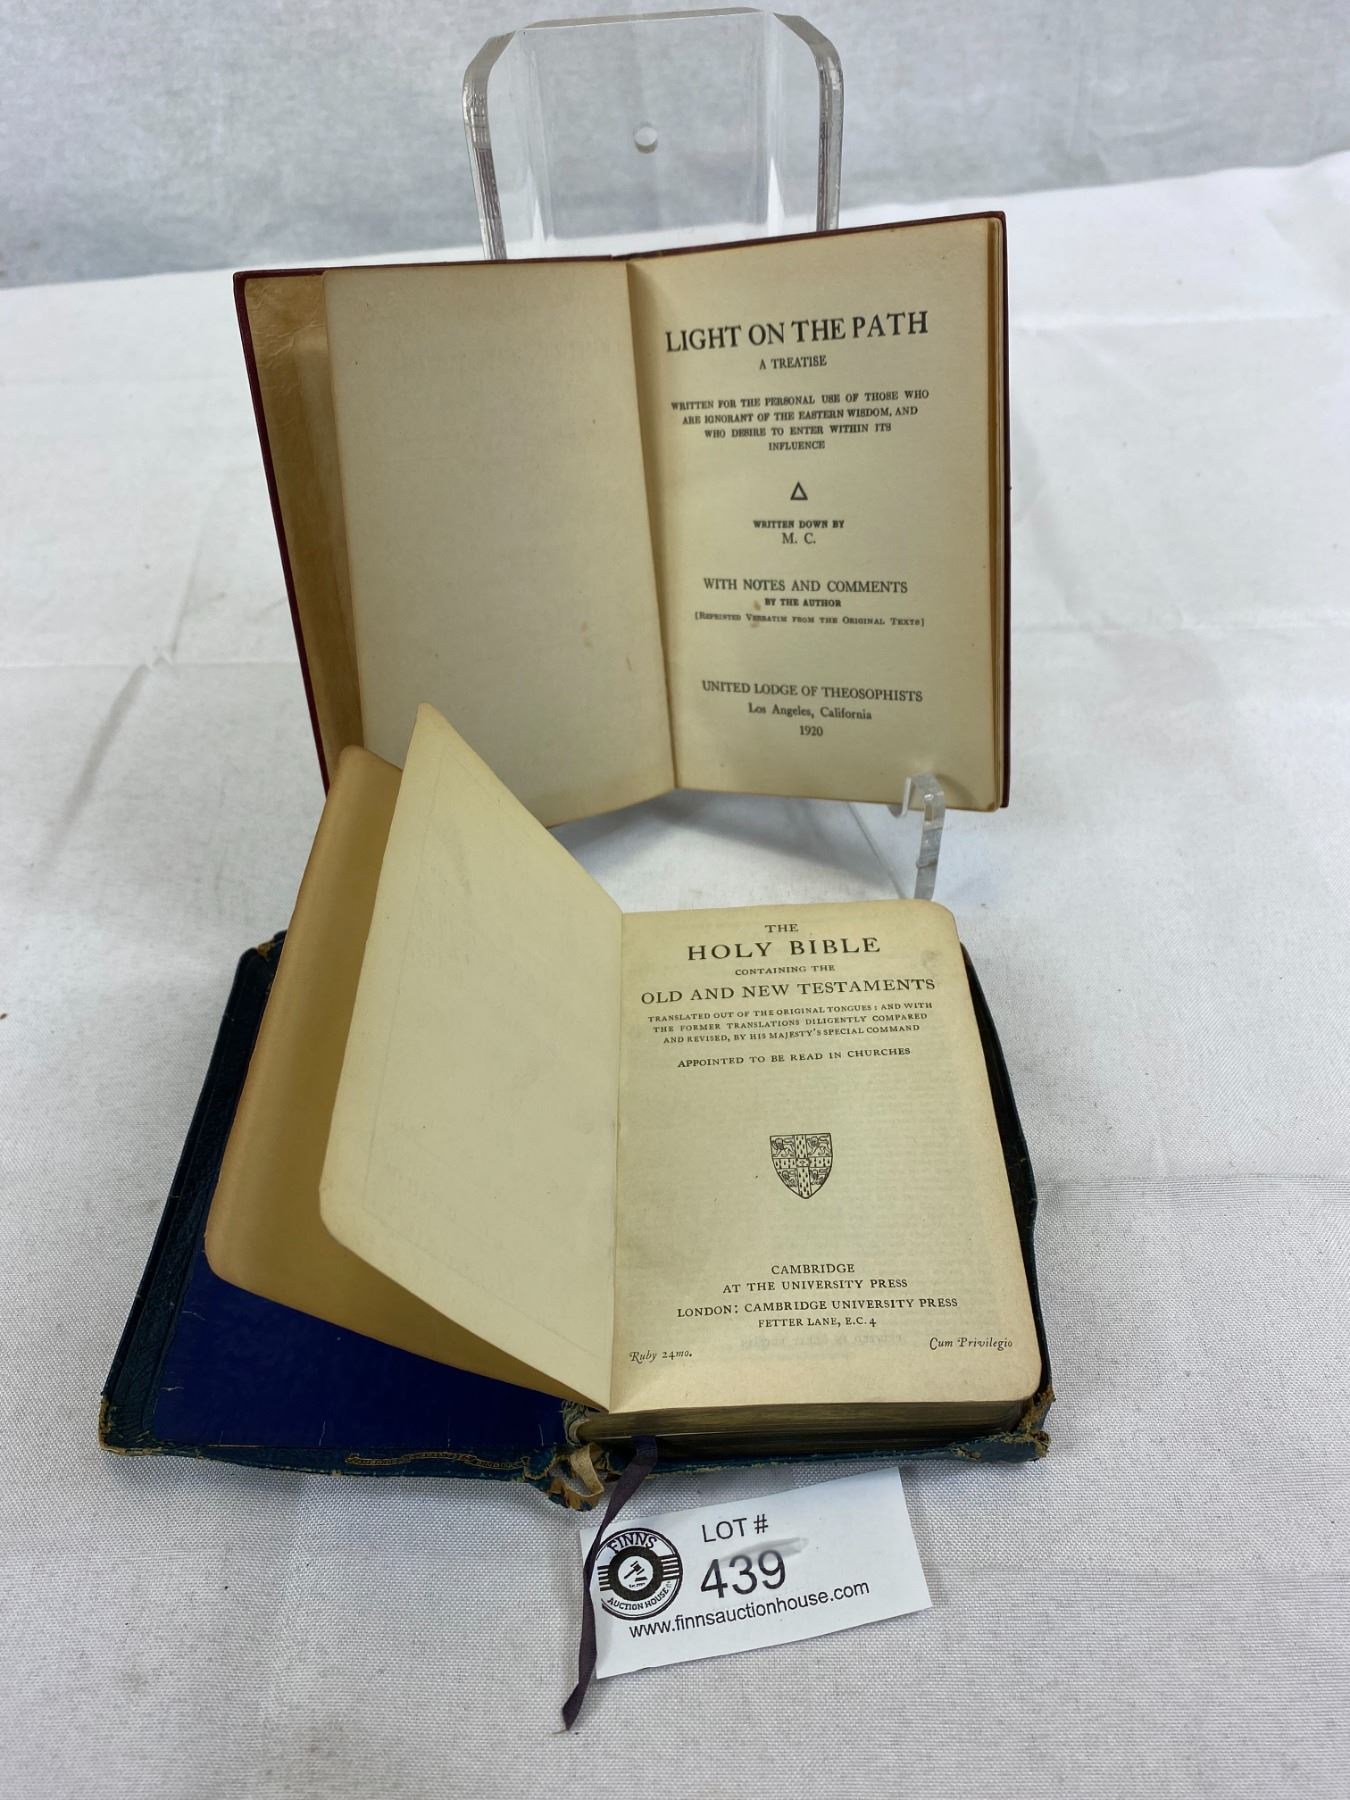 LIGHT ON THE PATH
A TREATISE
WRITTEN FOR THE PERSONAL USE OF THOSE WHO
ARE IGNORANT OF THE EASTERN WISDOM, AND
WHO DESIRE TO ENTER WITHIN ITS
INFLUENCE
WRITTEN DOWN BY
M. C.
WITH NOTES AND COMMENTS
BY THE AUTHOR
[REPRINTED VERBATIM FROM THE ORIGINAL TEXTS]
UNITED LODGE OF THEOSOPHISTS
Los Angeles, California
1920
THE
HOLY BIBLE
CONTAINING THE
OLD AND NEW TESTAMENTS
TRANSLATED OUT OF THE ORIGINAL TONGUES: AND WITH
THE FORMER TRANSLATIONS DILIGENTLY COMPARED
AND REVISED, BY HIS MAJESTY'S SPECIAL COMMAND
APPOINTED TO BE READ IN CHURCHES
CAMBRIDGE
AT THE UNIVERSITY PRESS
LONDON: CAMBRIDGE UNIVERSITY PRESS
FETTER LANE, E.C. 4
Ruby 24mo. Cum Privilegio
FINNS
AUCTION HOUSE
LOT #
439
www.finnsauctionhouse.com